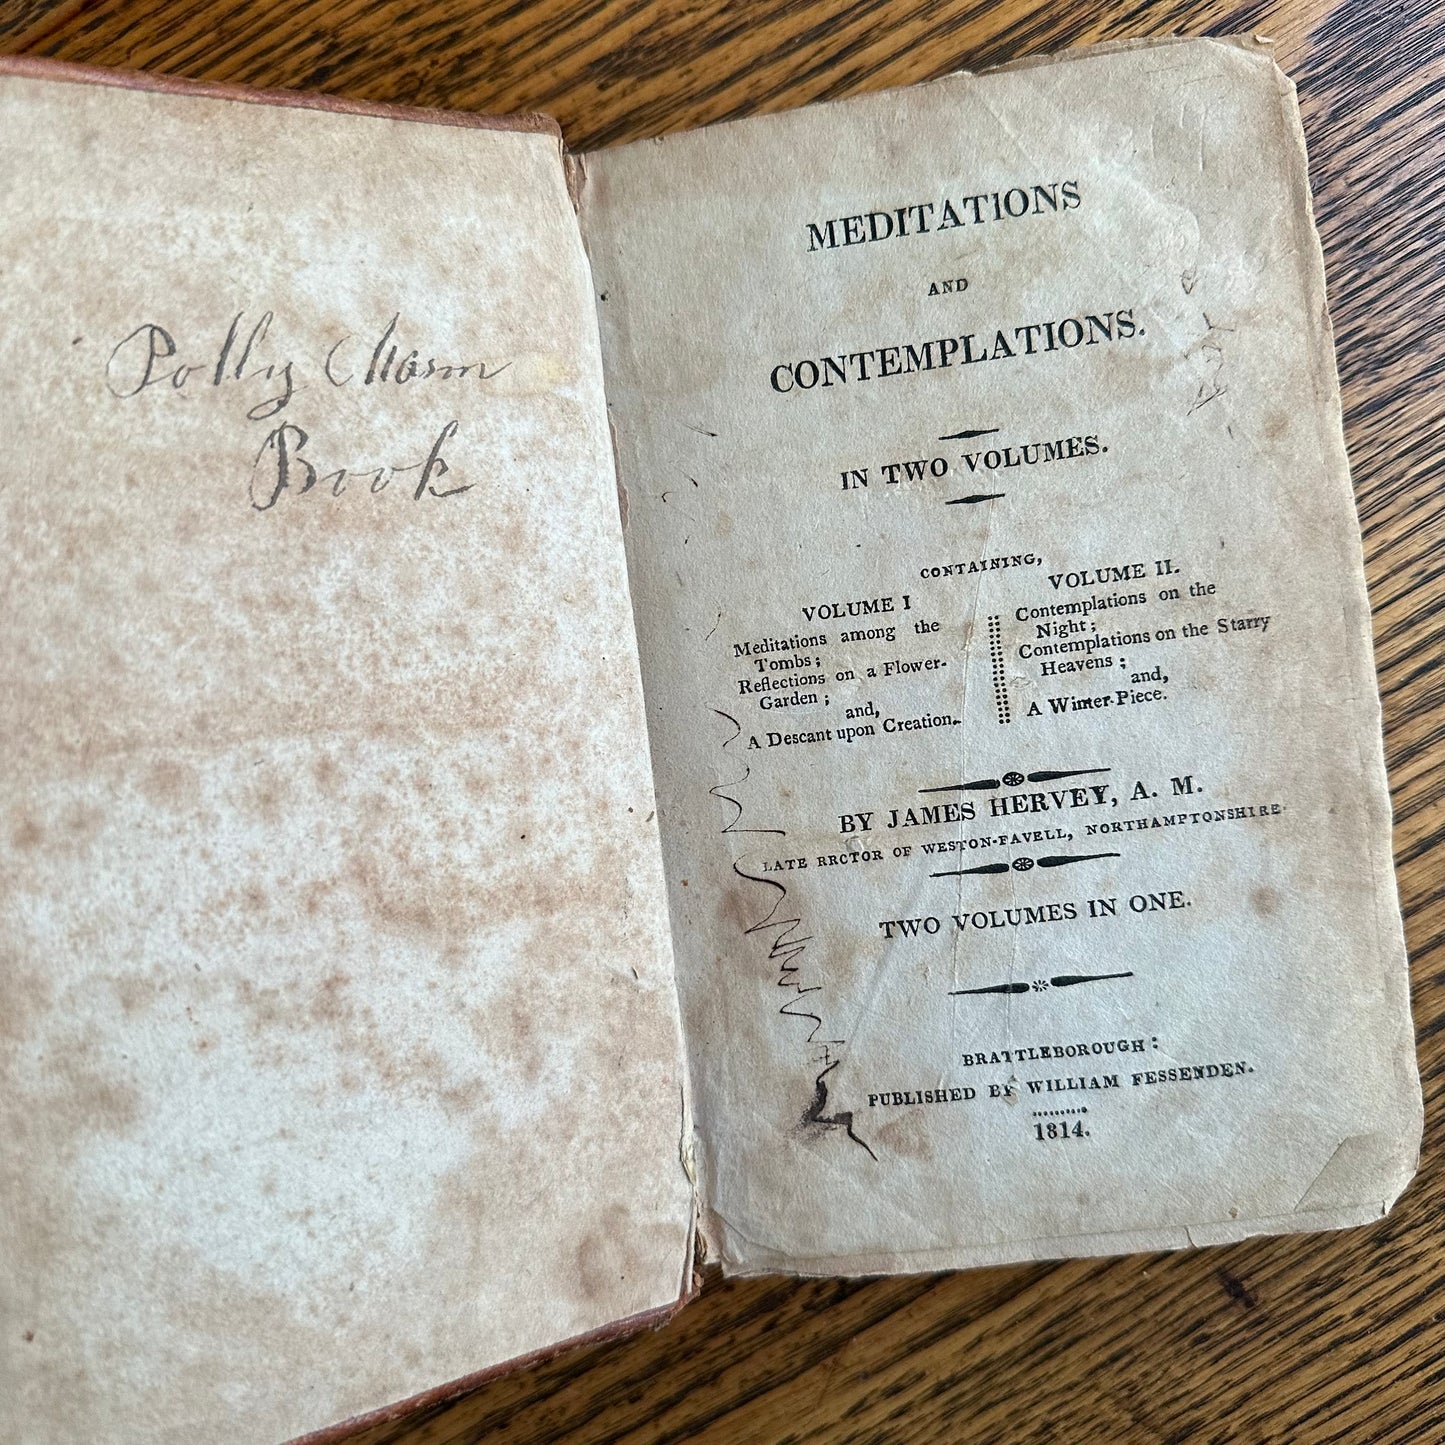 Polly Mason
Book
MEDITATIONS
AND
CONTEMPLATIONS.
IN TWO VOLUMES.
CONTAINING,
VOLUME I
Meditations among the
Tombs;
Reflections on a Flower-
Garden;
and,
A Descant upon Creation.
VOLUME II.
Contemplations on the
Night;
Contemplations on the Starry
Heavens;
and,
A Winter-Piece.
BY JAMES HERVEY, A. M.
LATE RRCTOR OF WESTON-FAVELL, NORTHAMPTONSHIRE
TWO VOLUMES IN ONE.
BRATTLEBOROUGH:
PUBLISHED BY WILLIAM FESSENDEN.
1814.